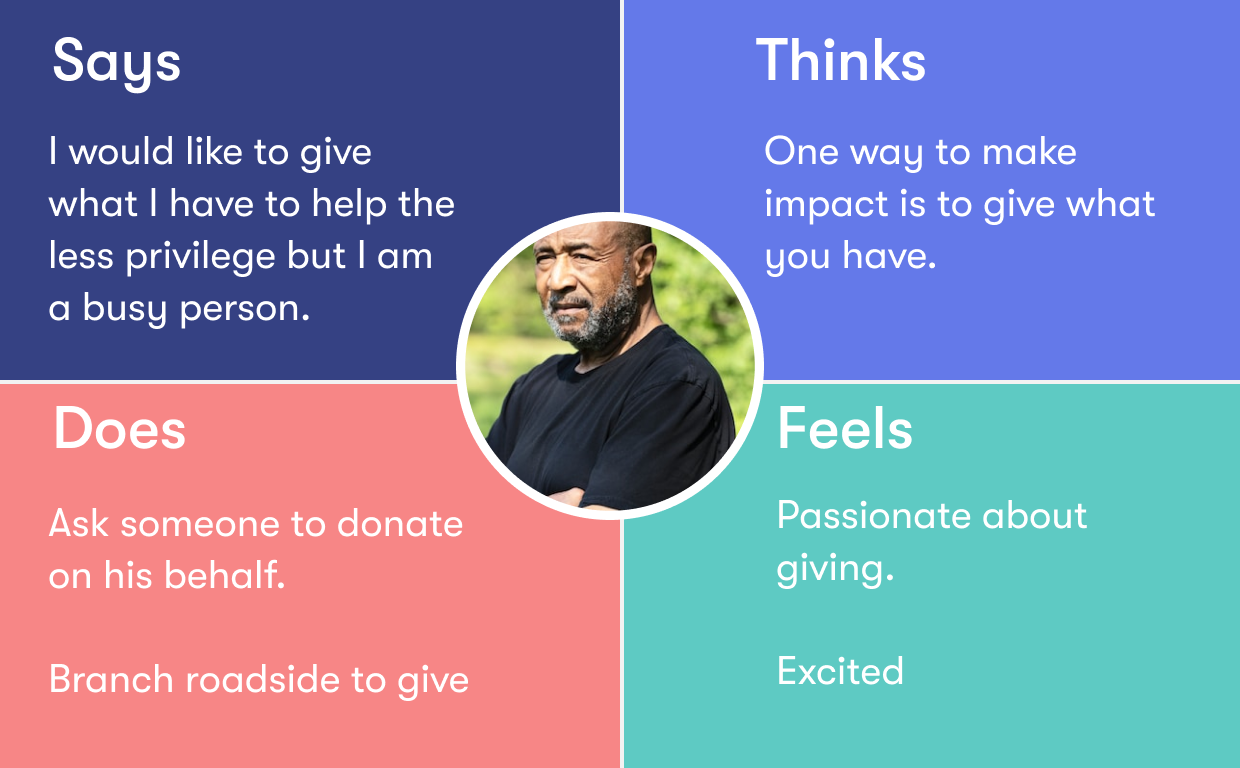 Says
I would like to give
what I have to help the
less privilege but I am
a busy person.
Thinks
One way to make
impact is to give what
you have.
Does
Ask someone to donate
on his behalf.
Branch roadside to give
Feels
Passionate about
giving.
Excited